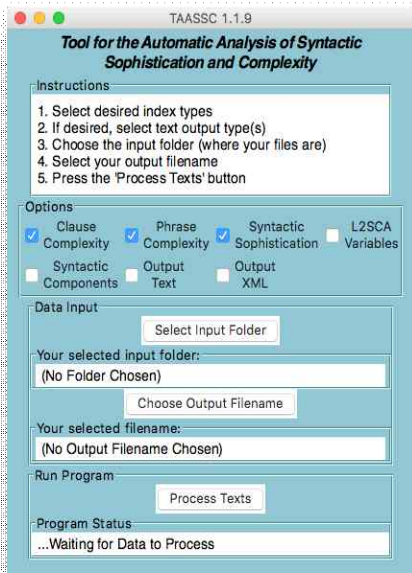 TAASSC 1.1.9
Tool for the Automatic Analysis of Syntactic
Sophistication and Complexity
Instructions
1. Select desired index types
2. If desired, select text output type(s)
3. Choose the input folder (where your files are)
4. Select your output filename
5. Press the 'Process Texts' button
Options
Clause Complexity
Phrase Complexity
Syntactic Sophistication
L2SCA Variables
Syntactic Components
Output Text
Output XML
Data Input
Select Input Folder
Your selected input folder:
(No Folder Chosen)
Choose Output Filename
Your selected filename:
(No Output Filename Chosen)
Run Program
Process Texts
Program Status
...Waiting for Data to Process